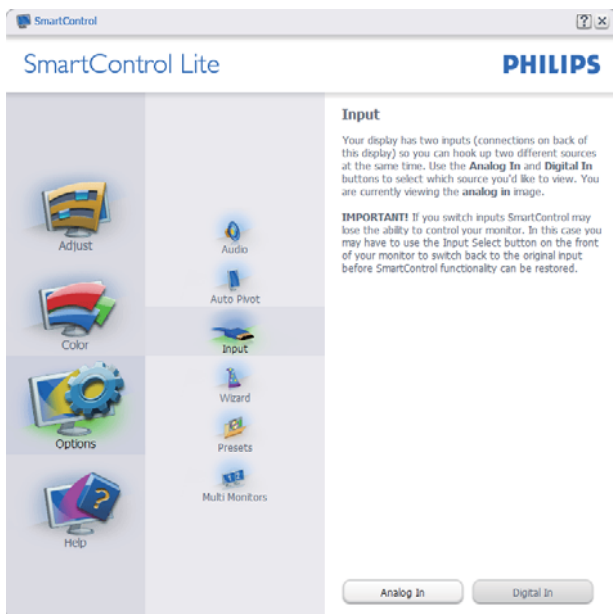 SmartControl
SmartControl Lite
PHILIPS
Adjust
Color
Options
Help
Audio
Auto Pivot
Input
Wizard
Presets
Multi Monitors
Input
Your display has two inputs (connections on back of
this display) so you can hook up two different sources
at the same time. Use the Analog In and Digital In
buttons to select which source you'd like to view. You
are currently viewing the analog in image.
IMPORTANT! If you switch inputs SmartControl may
lose the ability to control your monitor. In this case you
may have to use the Input Select button on the front
of your monitor to switch back to the original input
before SmartControl functionality can be restored.
Analog In
Digital In